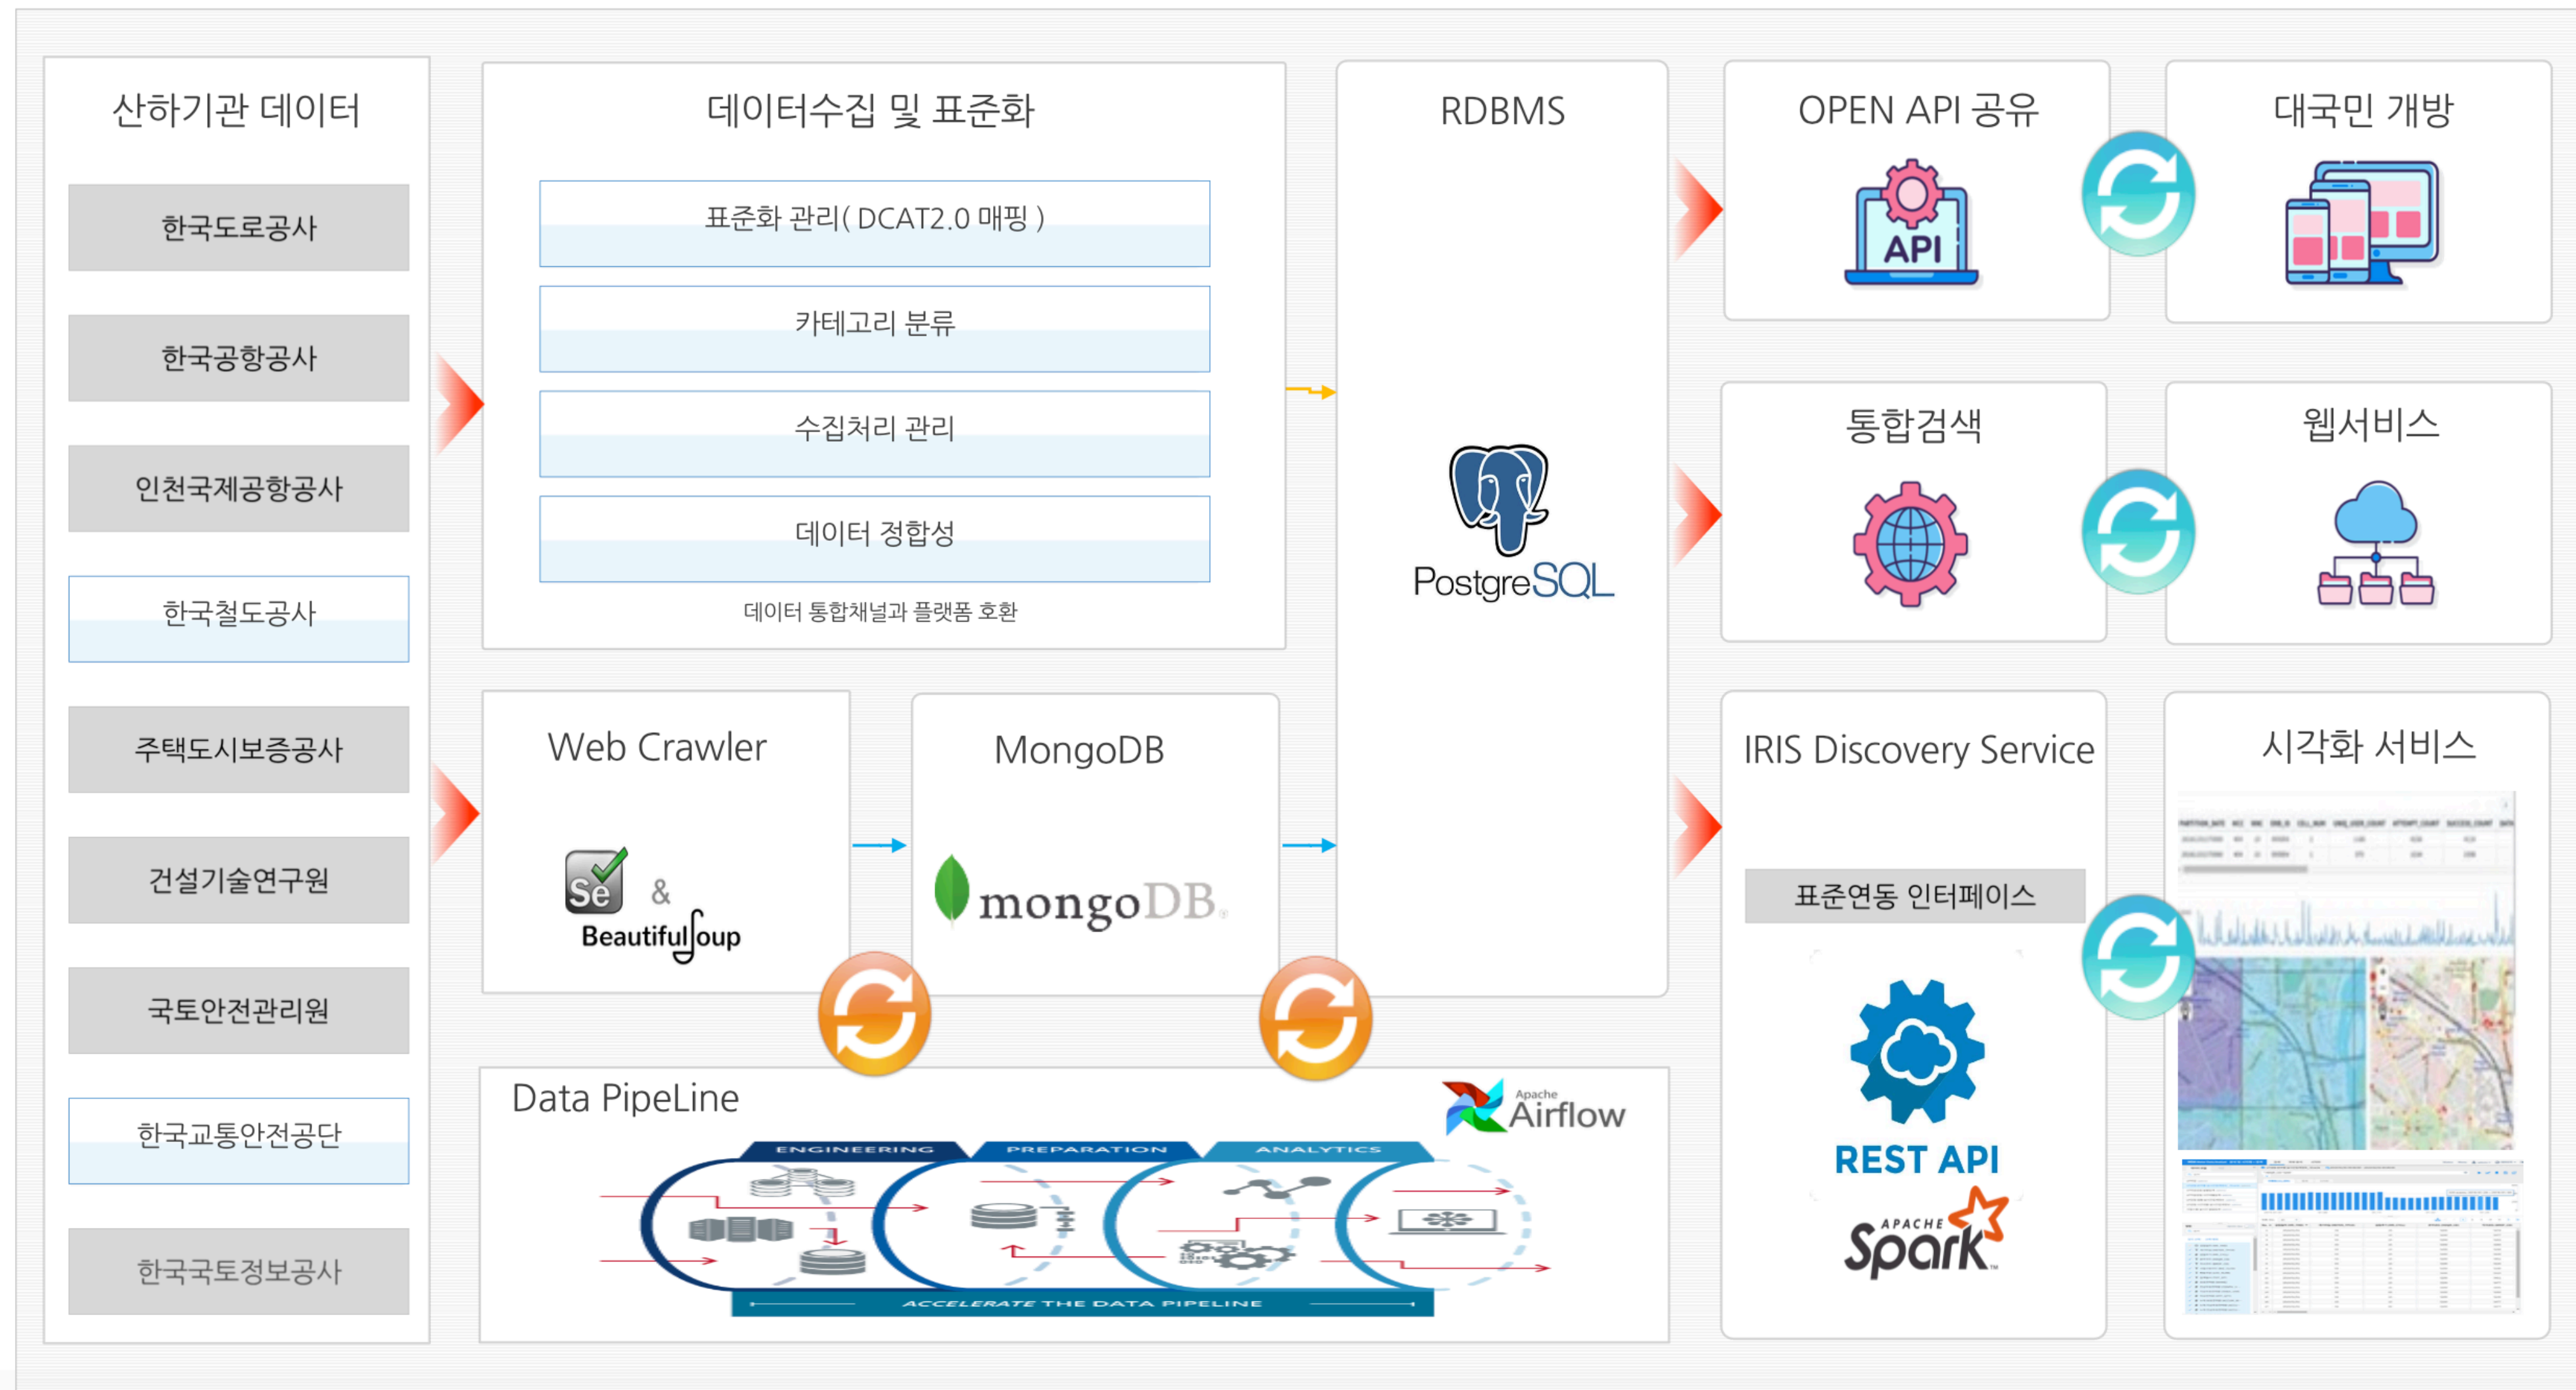 산하기관 데이터
한국도로공사
한국공항공사
인천국제공항공사
한국철도공사
주택도시보증공사
건설기술연구원
국토안전관리원
한국교통안전공단
한국국토정보공사
데이터수집 및 표준화
표준화 관리( DCAT2.0 매핑 )
카테고리 분류
수집처리 관리
데이터 정합성
데이터 통합채널과 플랫폼 호환
Web Crawler
Se
&
BeautifulSoup
MongoDB
mongoDB®
RDBMS
PostgreSQL
Data PipeLine
Apache
Airflow
ENGINEERING
PREPARATION
ANALYTICS
ACCELERATE THE DATA PIPELINE
OPEN API 공유
API
대국민 개방
통합검색
웹서비스
IRIS Discovery Service
표준연동 인터페이스
REST API
APACHE
Spark™
시각화 서비스